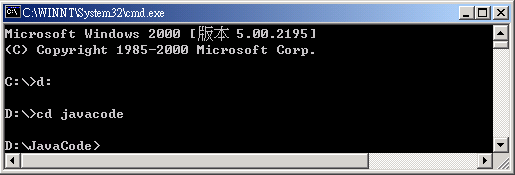 C:\WINNT\System32\cmd.exe
Microsoft Windows 2000 [版本 5.00.2195]
(C) Copyright 1985-2000 Microsoft Corp.
C:\>d:
D:\>cd javacode
D:\JavaCode>